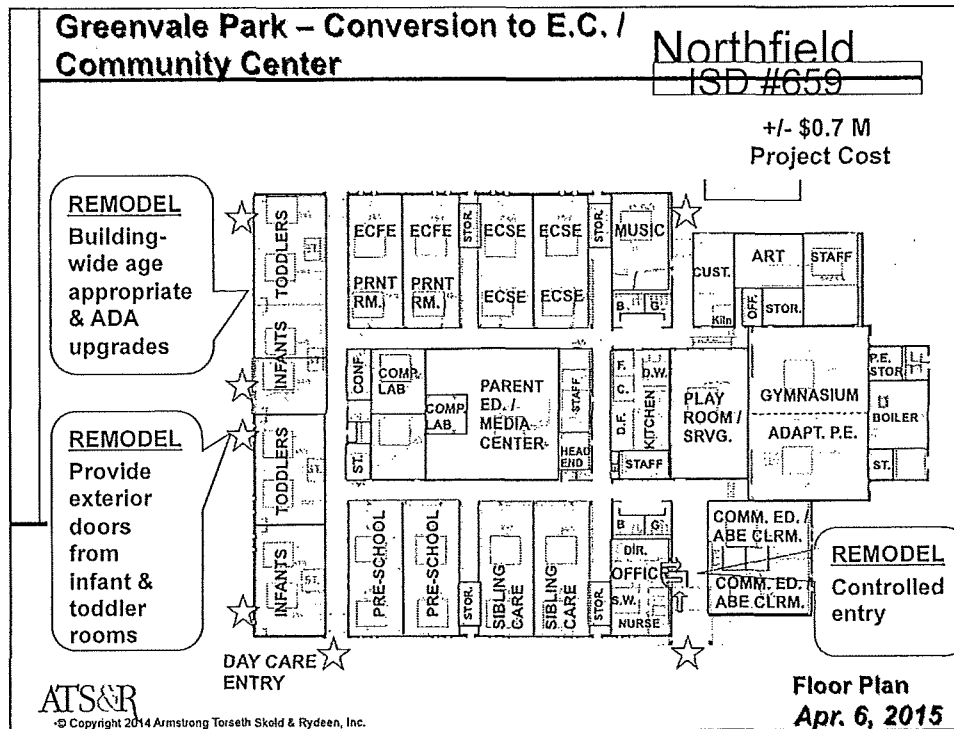 Greenvale Park – Conversion to E.C. /
Community Center
Northfield
ISD #659
+/- $0.7 M
Project Cost
REMODEL
Building-
wide age
appropriate
& ADA
upgrades
REMODEL
Provide
exterior
doors
from
infant &
toddler
rooms
TODDLERS
INFANTS
TODDLERS
INFANTS
ST.
ST.
ST.
ECFE
ECFE
STOR.
ECSE
ECSE
STOR.
MUSIC
PRNT
RM.
PRNT
RM.
ECSE
ECSE
B.
G.
CUST.
ART
STAFF
Kiln
OFF.
STOR.
CONF.
COMP.
LAB
COMP.
LAB
ST.
PARENT
ED. /
MEDIA
CENTER
STAFF
HEAD
END
F.
C.
D.F.
D.W.
KITCHEN
STAFF
PLAY
ROOM /
SRVG.
GYMNASIUM
ADAPT. P.E.
P.E.
STOR
BOILER
ST.
PRE-SCHOOL
PRE-SCHOOL
STOR.
SIBLING
CARE
SIBLING
CARE
STOR.
B
G
DIR.
OFFIC
S.W.
NURSE
COMM. ED. /
ABE CLRM.
COMM. ED./
ABE CLRM.
REMODEL
Controlled
entry
DAY CARE
ENTRY
ATS&R
© Copyright 2014 Armstrong Torseth Skold & Rydeen, Inc.
Floor Plan
Apr. 6, 2015